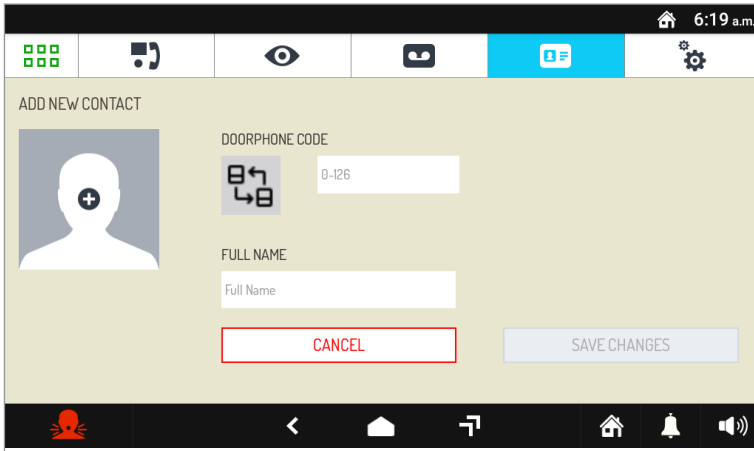 6:19 a.m.
ADD NEW CONTACT
DOORPHONE CODE
0-126
FULL NAME
Full Name
CANCEL
SAVE CHANGES